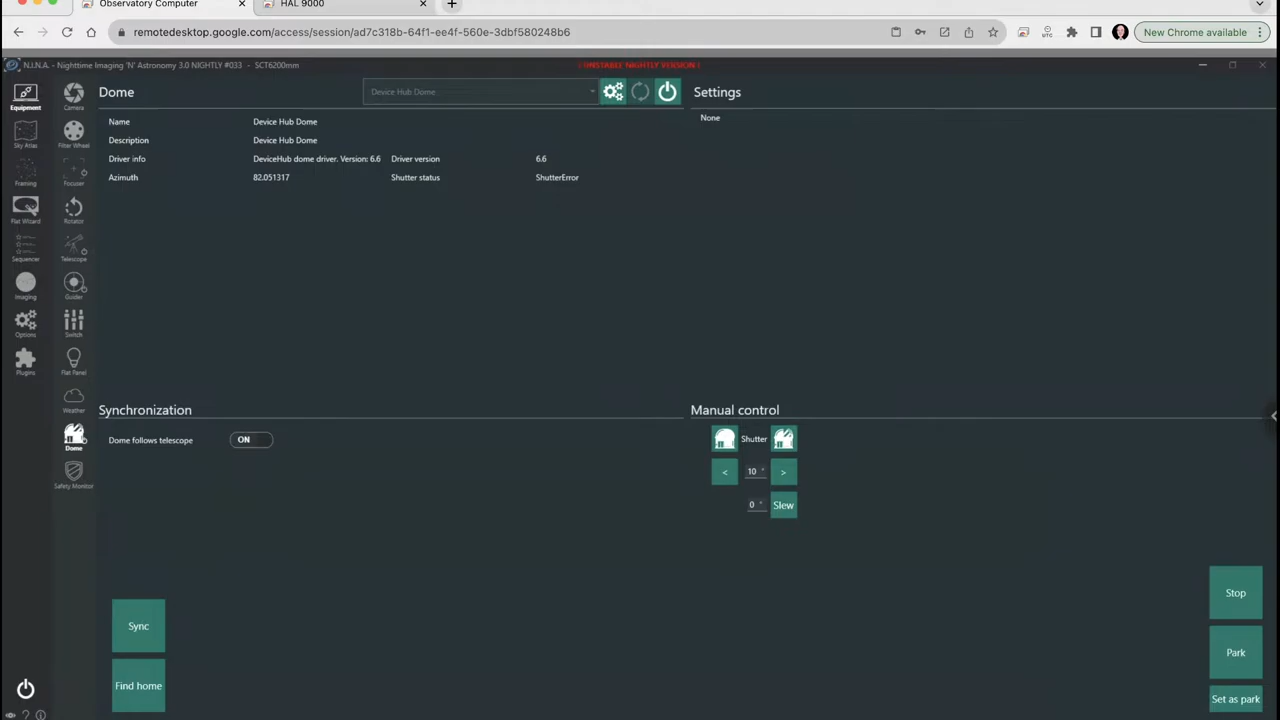 Observatory Computer
HAL 9000
remotedesktop.google.com/access/session/ad7c318b-64f1-ee4f-560e-3dbf580248b6
New Chrome available
N.I.N.A. - Nighttime Imaging 'N' Astronomy 3.0 NIGHTLY #033 - SCT6200mm
UNSTABLE NIGHTLY VERSION
Equipment
Sky Atlas
Framing
Flat Wizard
Sequencer
Imaging
Options
Plugins
Camera
Filter Wheel
Focuser
Rotator
Telescope
Guider
Switch
Flat Panel
Weather
Dome
Safety Monitor
Dome
Device Hub Dome
Name Device Hub Dome
Description Device Hub Dome
Driver info DeviceHub dome driver. Version: 6.6 Driver version 6.6
Azimuth 82.051317 Shutter status ShutterError
Settings
None
Synchronization
Dome follows telescope ON
Manual control
Shutter
< 10 ° >
0 ° Slew
Sync
Find home
Stop
Park
Set as park